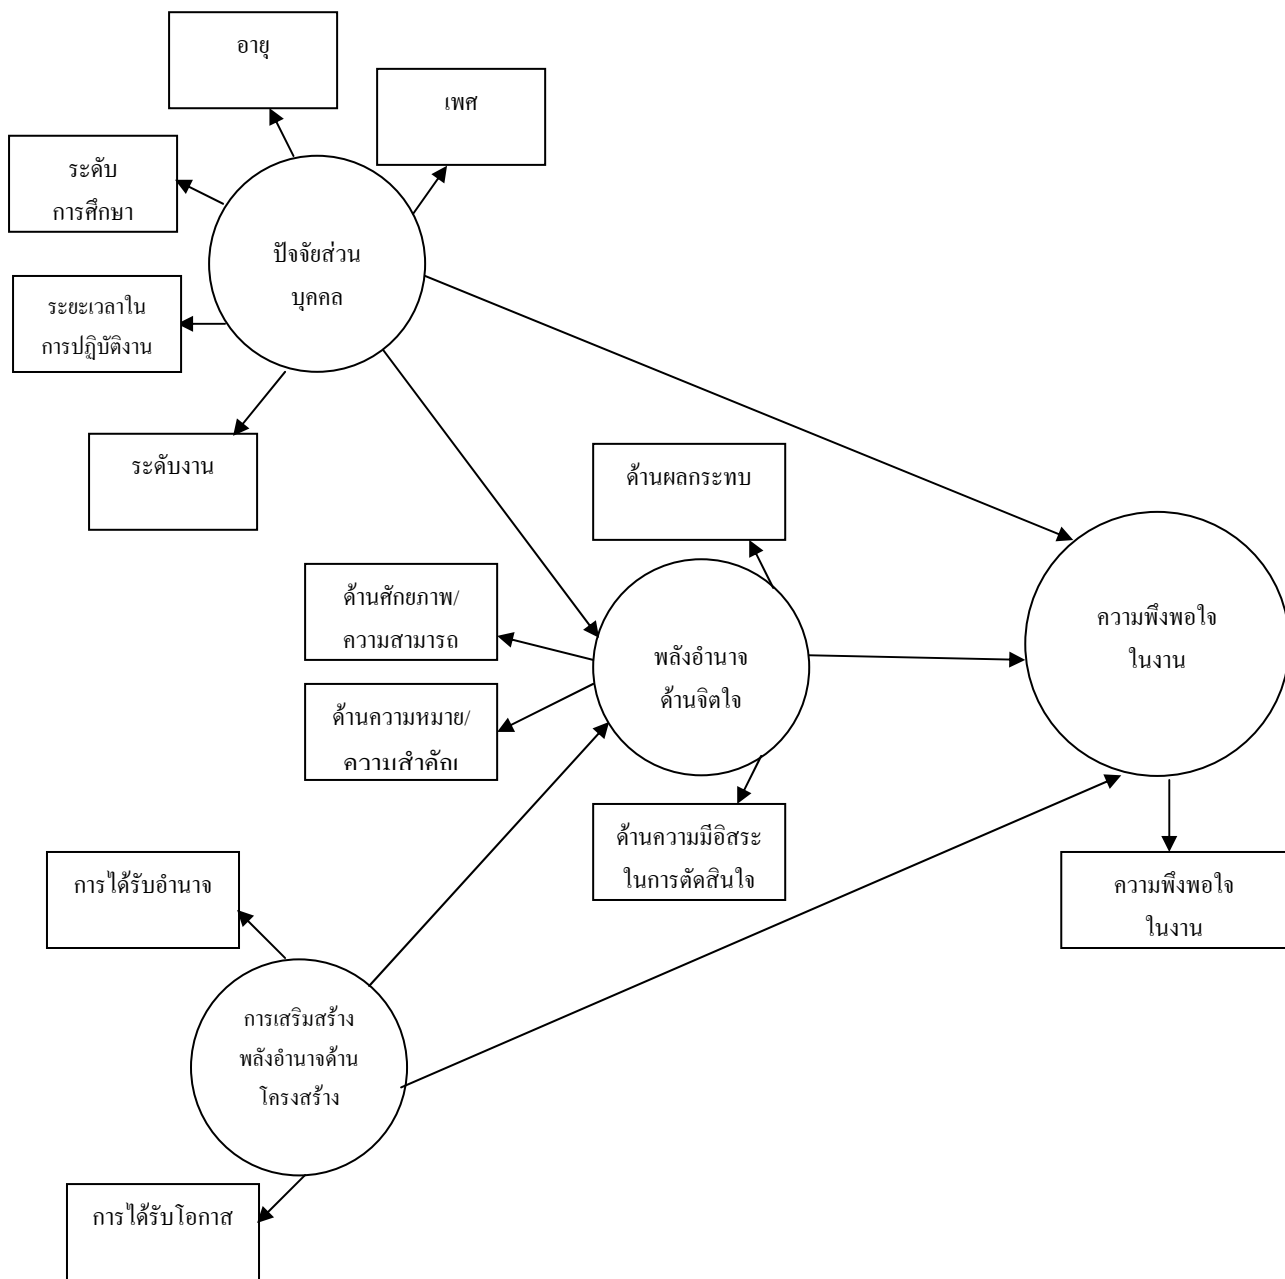 อายุ
เพศ
ระดับ
การศึกษา
ปัจจัยส่วน
บุคคล
ระยะเวลาใน
การปฏิบัติงาน
ระดับงาน
ด้านผลกระทบ
ด้านศักยภาพ/
ความสามารถ
พลังอำนาจ
ด้านจิตใจ
ความพึงพอใจ
ในงาน
ด้านความหมาย/
ความสำคัญ
ด้านความมีอิสระ
ในการตัดสินใจ
การได้รับอำนาจ
ความพึงพอใจ
ในงาน
การเสริมสร้าง
พลังอำนาจด้าน
โครงสร้าง
การได้รับโอกาส